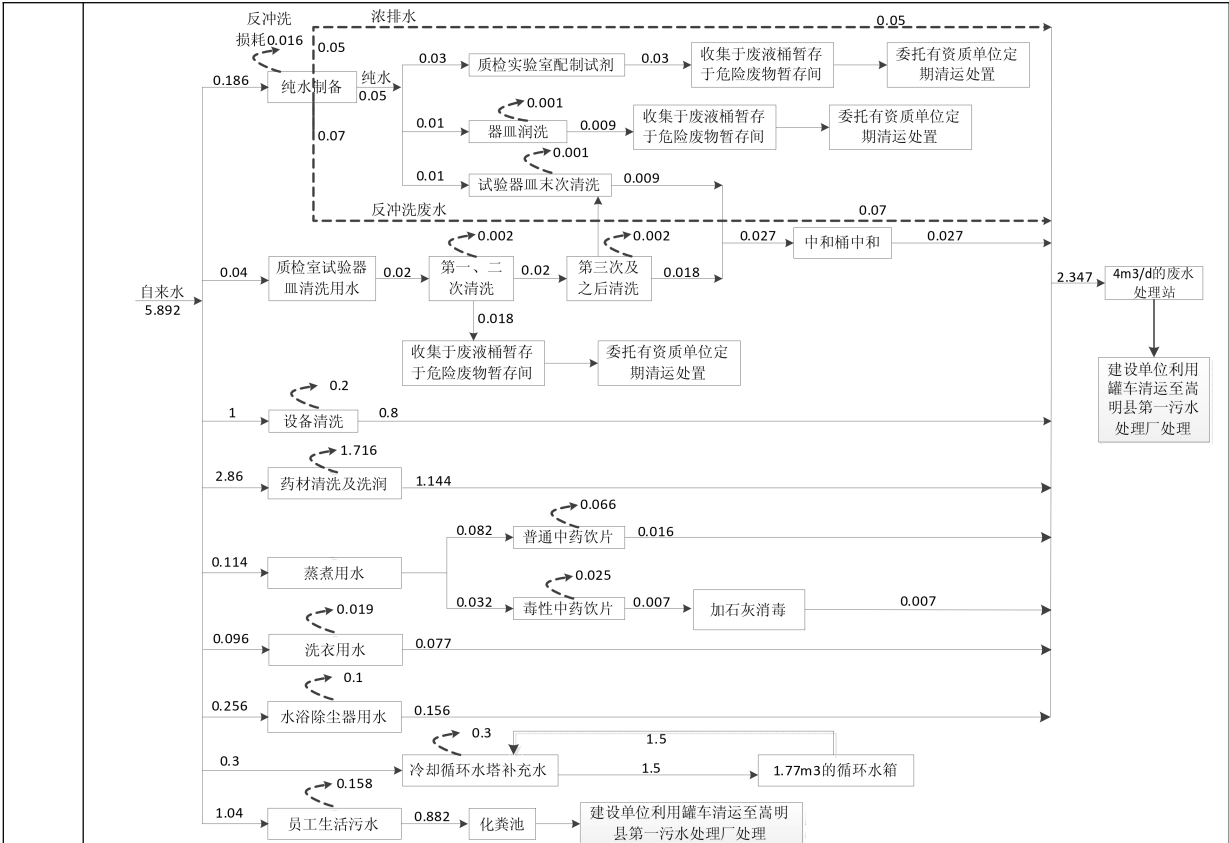 反冲洗
浓排水
0.05
损耗0.016
0.05
0.186
纯水制备
纯水
0.05
0.03
质检实验室配制试剂
0.03
收集于废液桶暂存
于危险废物暂存间
委托有资质单位定
期清运处置
0.07
0.001
0.01
器皿润洗
0.009
收集于废液桶暂存
于危险废物暂存间
委托有资质单位定
期清运处置
0.001
0.01
试验器皿末次清洗
0.009
反冲洗废水
0.07
0.002
0.002
0.027
中和桶中和
0.027
0.04
质检室试验器
皿清洗用水
0.02
第一、二
次清洗
0.02
第三次及
之后清洗
0.018
2.347
4m3/d的废水
处理站
自来水
5.892
0.018
收集于废液桶暂存
于危险废物暂存间
委托有资质单位定
期清运处置
建设单位利用
罐车清运至嵩
明县第一污水
处理厂处理
0.2
1
设备清洗
0.8
1.716
2.86
药材清洗及洗润
1.144
0.066
0.082
普通中药饮片
0.016
0.114
蒸煮用水
0.025
0.032
毒性中药饮片
0.007
加石灰消毒
0.007
0.019
0.096
洗衣用水
0.077
0.1
0.256
水浴除尘器用水
0.156
0.3
1.5
0.3
冷却循环水塔补充水
1.5
1.77m3的循环水箱
0.158
1.04
员工生活污水
0.882
化粪池
建设单位利用罐车清运至嵩明
县第一污水处理厂处理